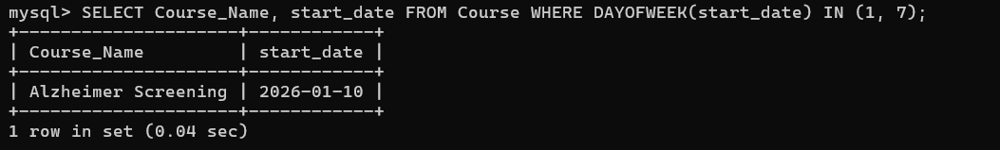 mysql> SELECT Course_Name, start_date FROM Course WHERE DAYOFWEEK(start_date) IN (1, 7);
+---------------------+------------+
| Course_Name         | start_date |
+---------------------+------------+
| Alzheimer Screening | 2026-01-10 |
+---------------------+------------+
1 row in set (0.04 sec)